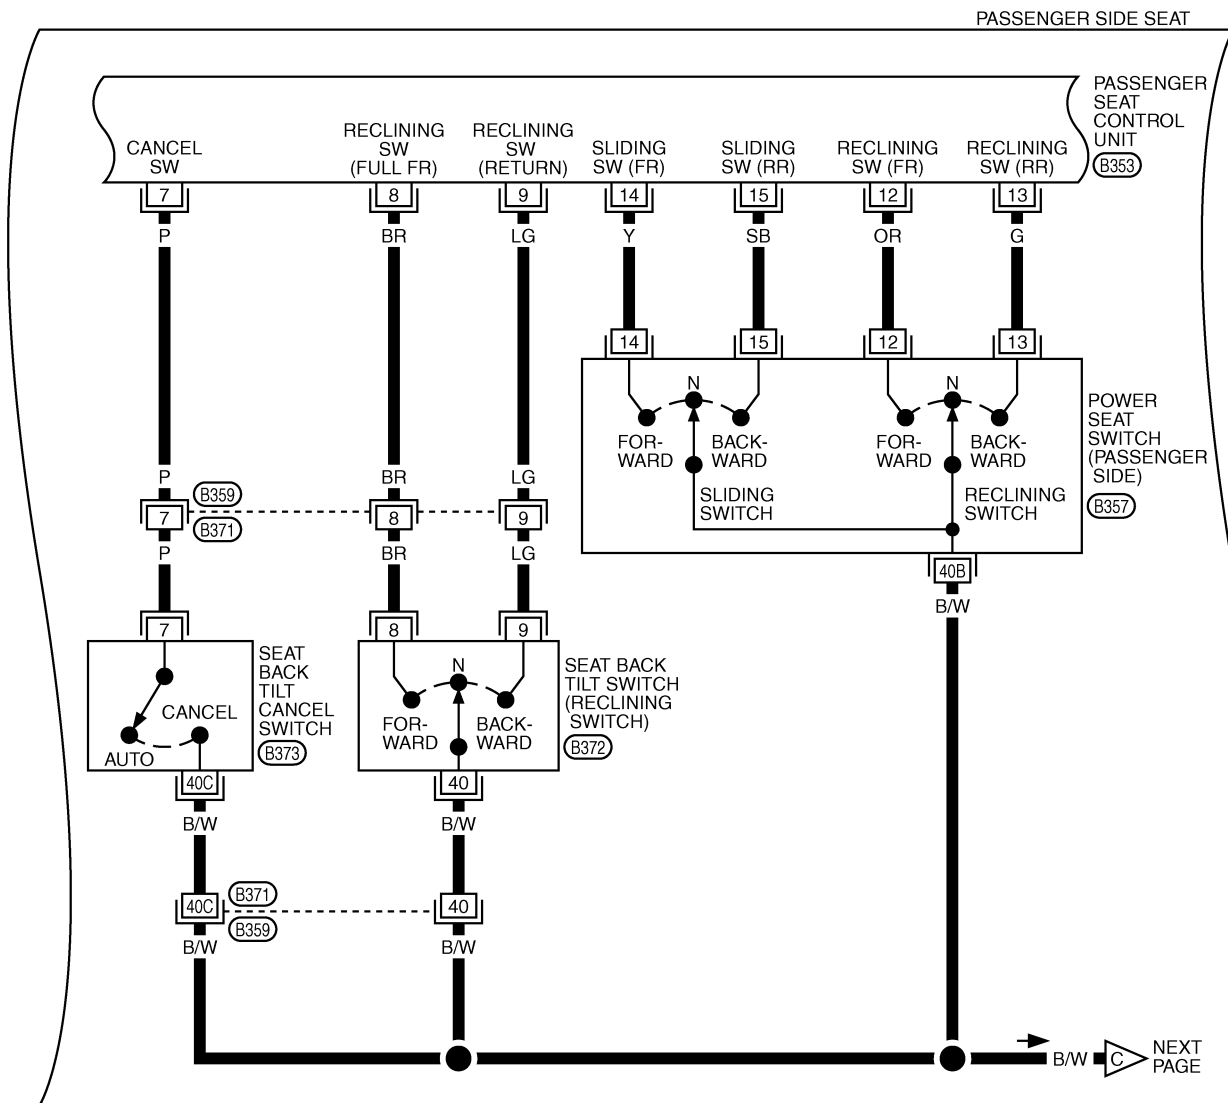 PASSENGER SIDE SEAT
PASSENGER
SEAT
CONTROL
UNIT
B353
CANCEL
SW
RECLINING
SW
(FULL FR)
RECLINING
SW
(RETURN)
SLIDING
SW (FR)
SLIDING
SW (RR)
RECLINING
SW (FR)
RECLINING
SW (RR)
7 8 9 14 15 12 13
P BR LG Y SB OR G
14 15 12 13
N N
FOR-
WARD
BACK-
WARD
FOR-
WARD
BACK-
WARD
SLIDING
SWITCH
RECLINING
SWITCH
POWER
SEAT
SWITCH
(PASSENGER
SIDE)
B357
P BR LG
B359
7 8 9
B371
P BR LG
40B
B/W
7 8 9
SEAT
BACK
TILT
CANCEL
SWITCH
B373
CANCEL
AUTO
N
FOR-
WARD
BACK-
WARD
SEAT BACK
TILT SWITCH
(RECLINING
SWITCH)
B372
40C 40
B/W B/W
B371
40C 40
B359
B/W B/W
B/W C NEXT
PAGE